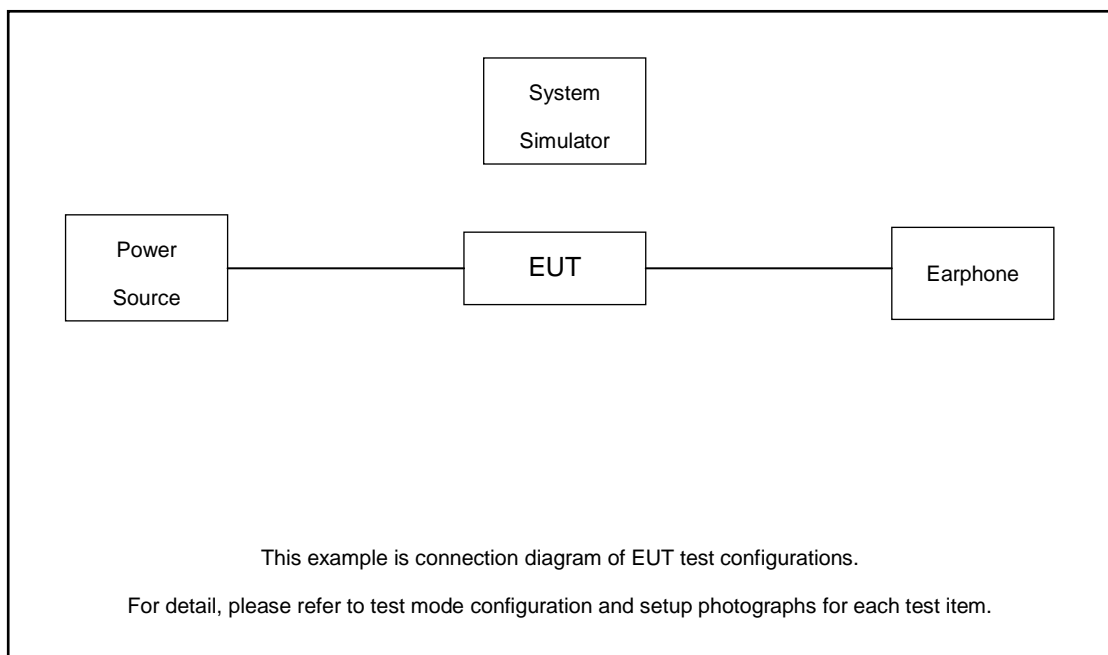 System
Simulator
Power
Source
EUT
Earphone
This example is connection diagram of EUT test configurations.
For detail, please refer to test mode configuration and setup photographs for each test item.